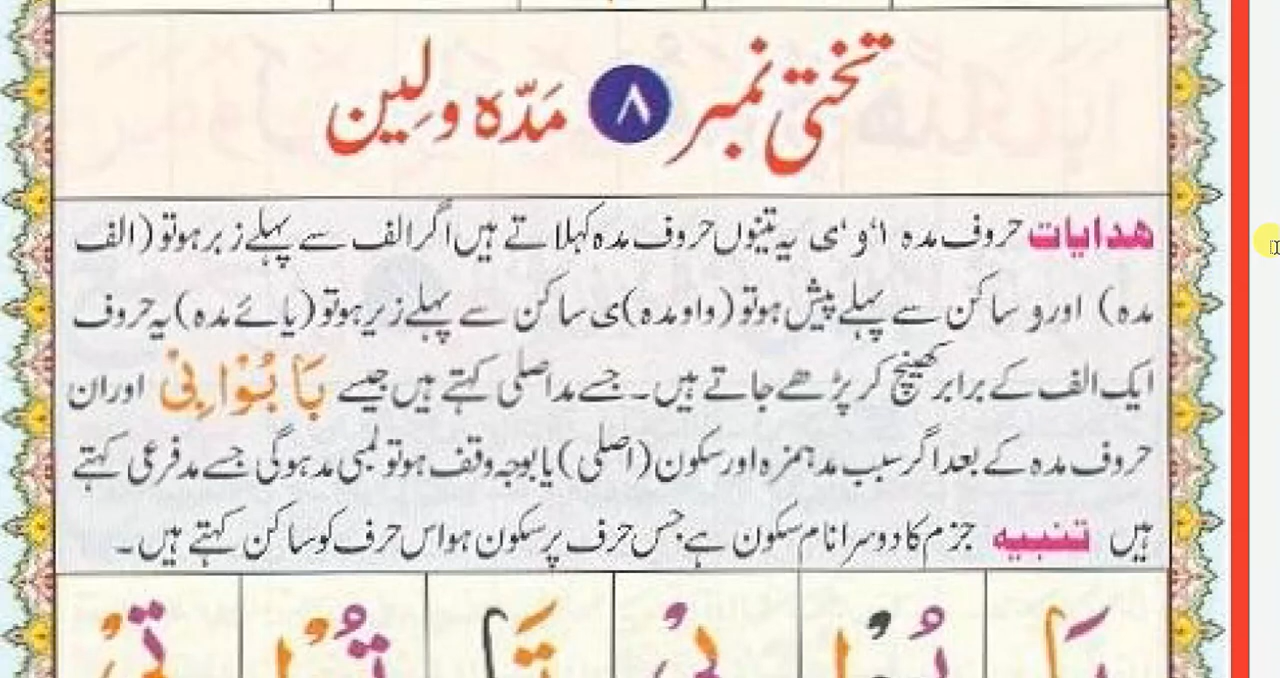 تختی نمبر ۸ مَدّہ و لِین
ھدایات حروف مدہ ا‘ و‘ ی یہ تینوں حروف مدہ کہلاتے ہیں اگر الف سے پہلے زبر ہو تو (الف
مدہ) اور و ساکن سے پہلے پیش ہو تو (واو مدہ) ی ساکن سے پہلے زیر ہو تو (یائے مدہ) یہ حروف
ایک الف کے برابر کھینچ کر پڑھے جاتے ہیں۔ جسے مد اصلی کہتے ہیں جیسے بَا بُوْا بِیْ اور ان
حروف مدہ کے بعد اگر سبب مد ہمزہ اور سکون (اصلی) یا بوجہ وقف ہو تو لمبی مد ہوگی جسے مد فرعی کہتے
ہیں تنبیہ جزم کا دوسرا نام سکون ہے جس حرف پر سکون ہو اس حرف کو ساکن کہتے ہیں۔